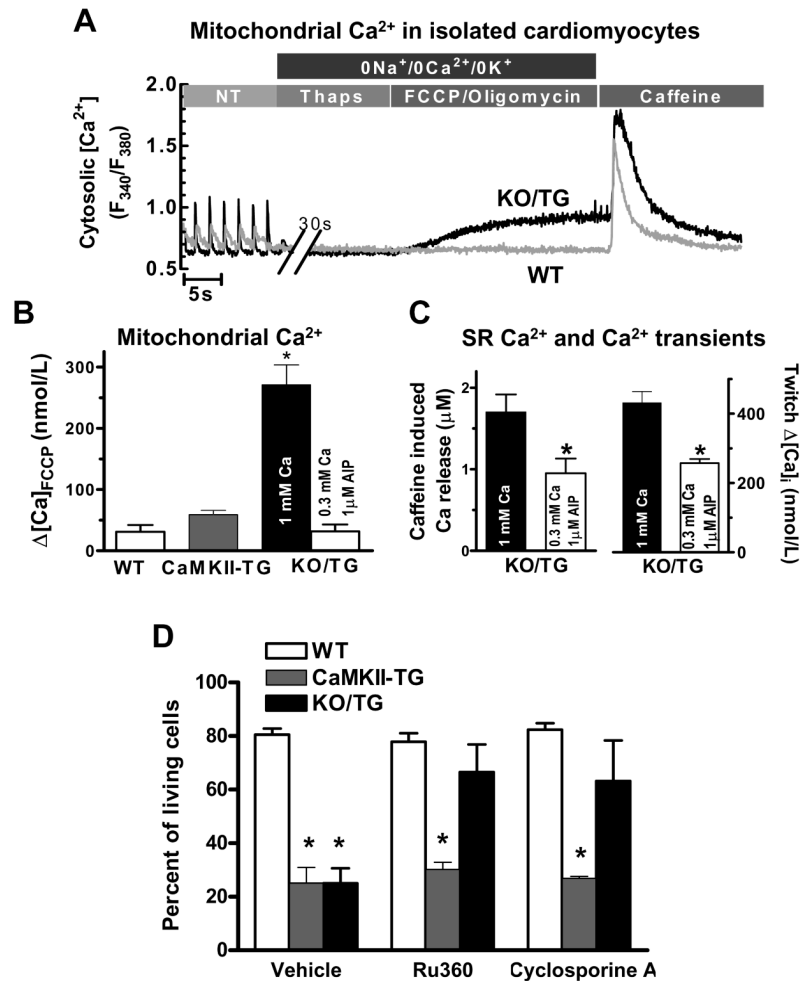 A
Mitochondrial Ca²⁺ in isolated cardiomyocytes
0Na⁺/0Ca²⁺/0K⁺
NT
Thaps
FCCP/Oligomycin
Caffeine
Cytosolic [Ca²⁺]
(F₃₄₀/F₃₈₀)
2.0
1.5
1.0
0.5
30s
KO/TG
WT
5s
B
Mitochondrial Ca²⁺
Δ[Ca]FCCP (nmol/L)
300
250
150
50
0
*
1 mM Ca
0.3 mM Ca
1μM AIP
WT
CaMKII-TG
KO/TG
C
SR Ca²⁺ and Ca²⁺ transients
Caffeine induced
Ca release (μM)
2
1
0
1 mM Ca
*
0.3 mM Ca
1μM AIP
KO/TG
1 mM Ca
*
0.3 mM Ca
1μM AIP
KO/TG
400
200
0
Twitch Δ[Ca]ᵢ
(nmol/L)
D
WT
CaMKII-TG
KO/TG
Percent of living cells
100
80
60
40
20
0
* *
*
*
Vehicle
Ru360
Cyclosporine A